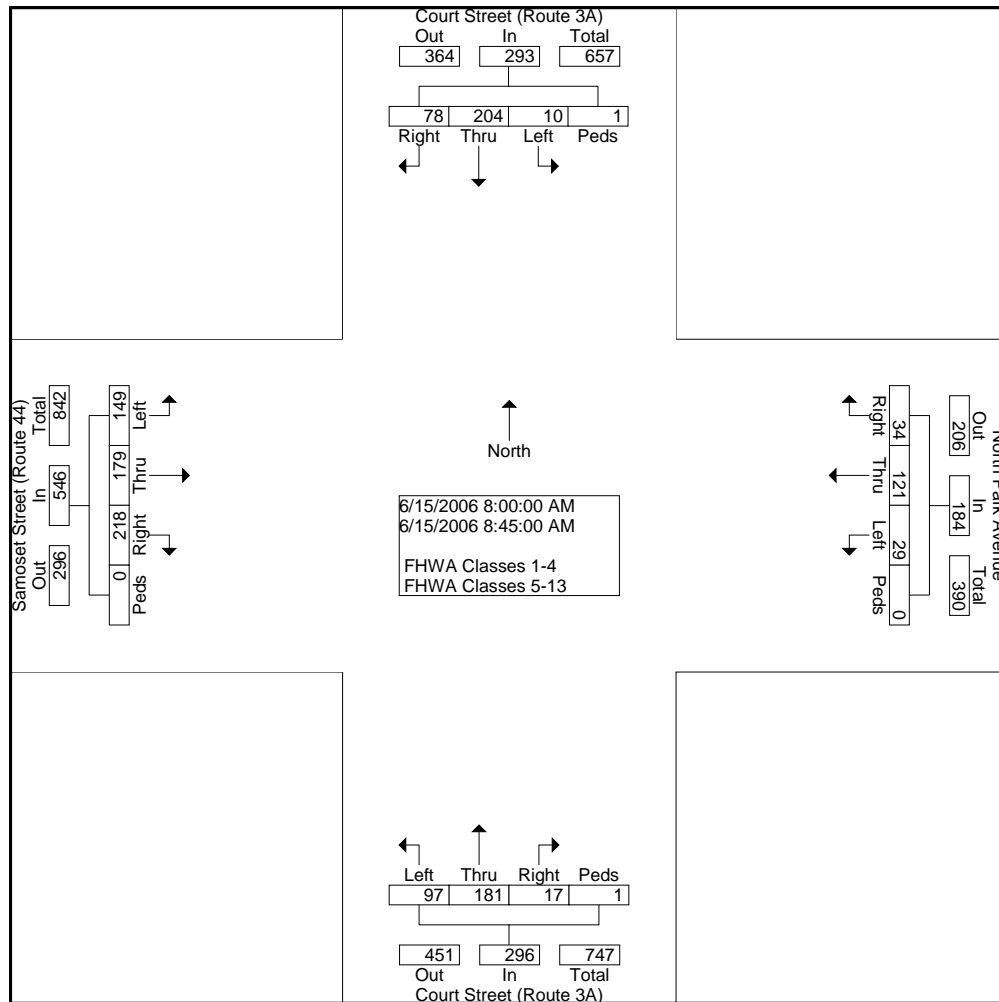 Court Street (Route 3A)
Out In Total
364 293 657
78 204 10 1
Right Thru Left Peds
Samoset Street (Route 44)
Total In Out
842 546 296
149 179 218 0
Left Thru Right Peds
North
6/15/2006 8:00:00 AM
6/15/2006 8:45:00 AM
FHWA Classes 1-4
FHWA Classes 5-13
Right Thru Left Peds
34 121 29 0
206 184 390
Out In Total
North Park Avenue
Left Thru Right Peds
97 181 17 1
451 296 747
Out In Total
Court Street (Route 3A)